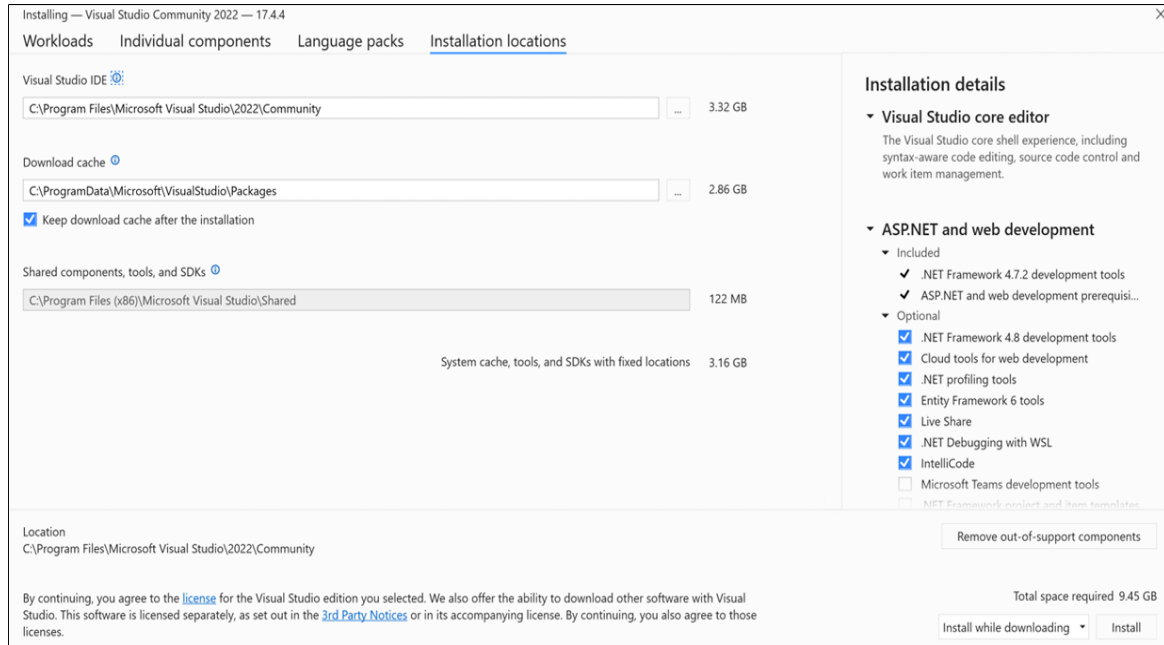 Installing — Visual Studio Community 2022 — 17.4.4
Workloads Individual components Language packs Installation locations
Visual Studio IDE
C:\Program Files\Microsoft Visual Studio\2022\Community
...
3.32 GB
Download cache
C:\ProgramData\Microsoft\VisualStudio\Packages
...
2.86 GB
Keep download cache after the installation
Shared components, tools, and SDKs
C:\Program Files (x86)\Microsoft Visual Studio\Shared
122 MB
System cache, tools, and SDKs with fixed locations 3.16 GB
Installation details
Visual Studio core editor
The Visual Studio core shell experience, including
syntax-aware code editing, source code control and
work item management.
ASP.NET and web development
Included
.NET Framework 4.7.2 development tools
ASP.NET and web development prerequisi...
Optional
.NET Framework 4.8 development tools
Cloud tools for web development
.NET profiling tools
Entity Framework 6 tools
Live Share
.NET Debugging with WSL
IntelliCode
Microsoft Teams development tools
.NET Framework project and item templates
Location
C:\Program Files\Microsoft Visual Studio\2022\Community
Remove out-of-support components
By continuing, you agree to the license for the Visual Studio edition you selected. We also offer the ability to download other software with Visual
Studio. This software is licensed separately, as set out in the 3rd Party Notices or in its accompanying license. By continuing, you also agree to those
licenses.
Total space required 9.45 GB
Install while downloading
Install